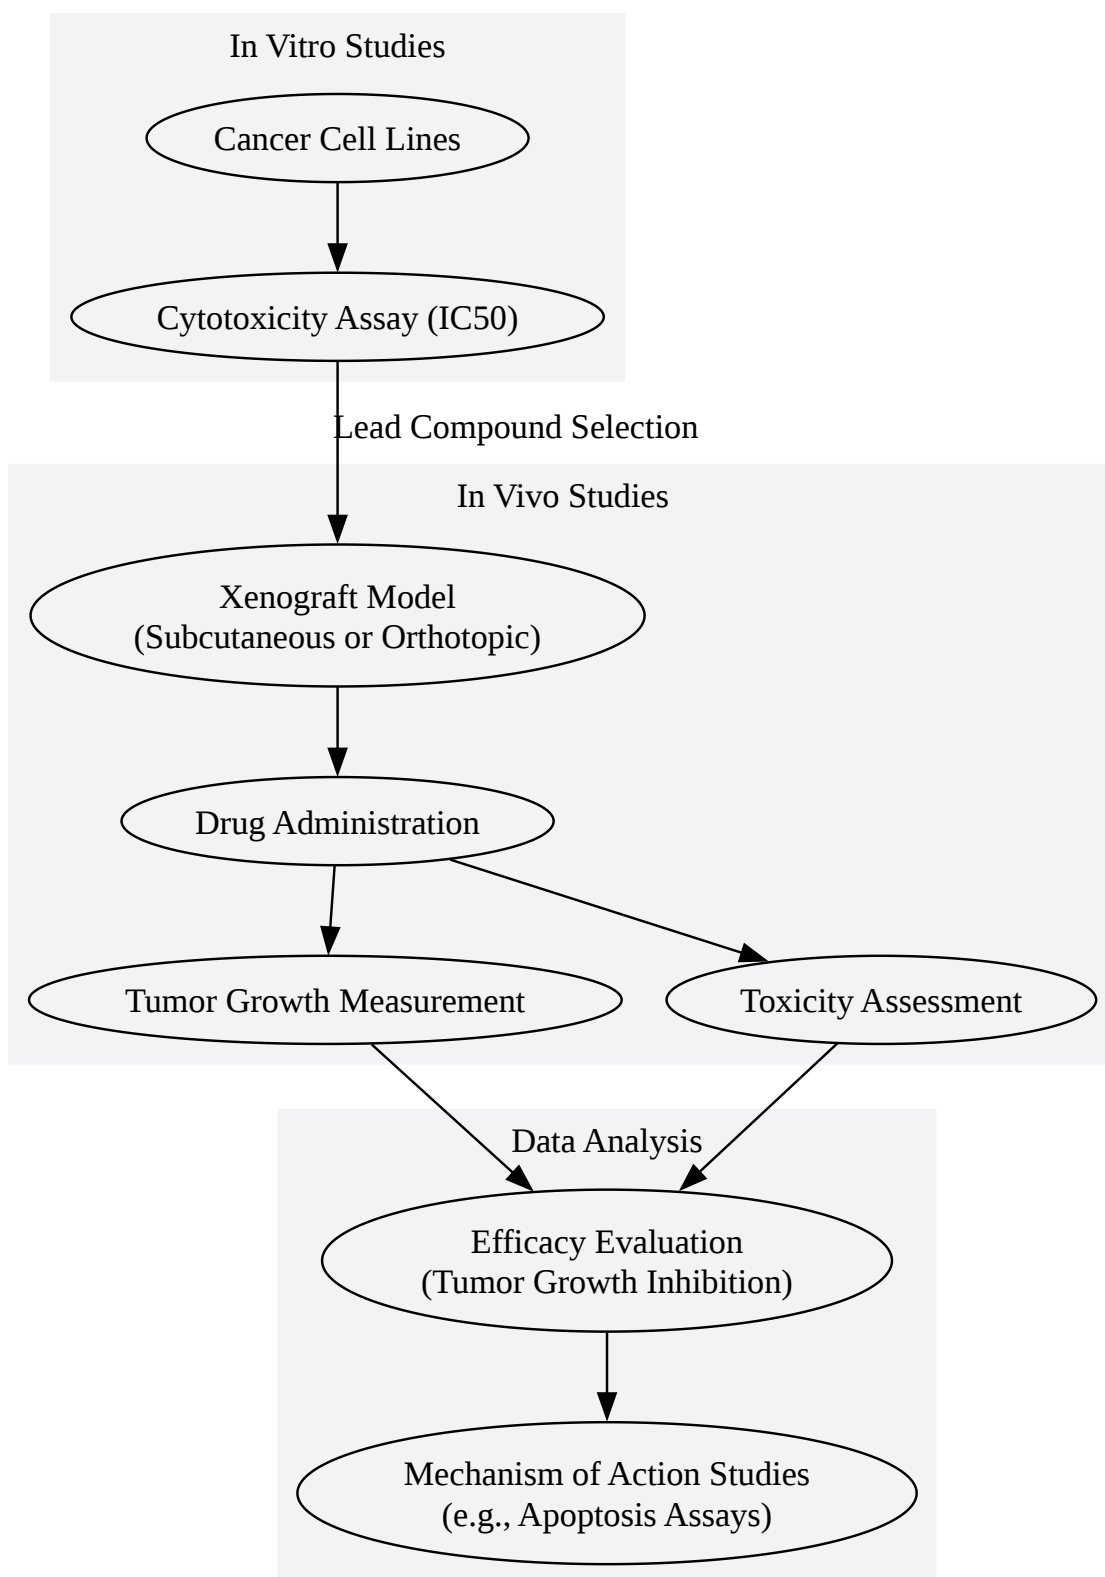 In Vitro Studies
Cancer Cell Lines
Cytotoxicity Assay (IC50)
Lead Compound Selection
In Vivo Studies
Xenograft Model
(Subcutaneous or Orthotopic)
Drug Administration
Tumor Growth Measurement
Toxicity Assessment
Data Analysis
Efficacy Evaluation
(Tumor Growth Inhibition)
Mechanism of Action Studies
(e.g., Apoptosis Assays)